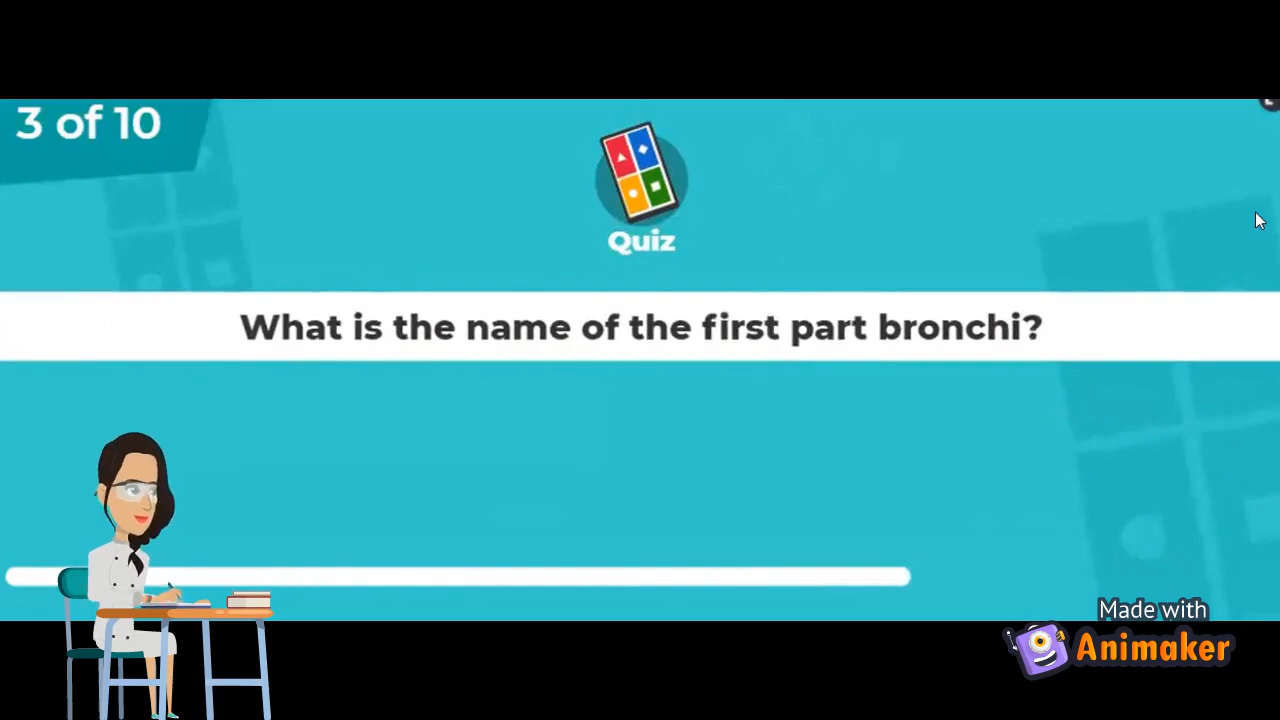 3 of 10
Quiz
What is the name of the first part bronchi?
Made with
Animaker